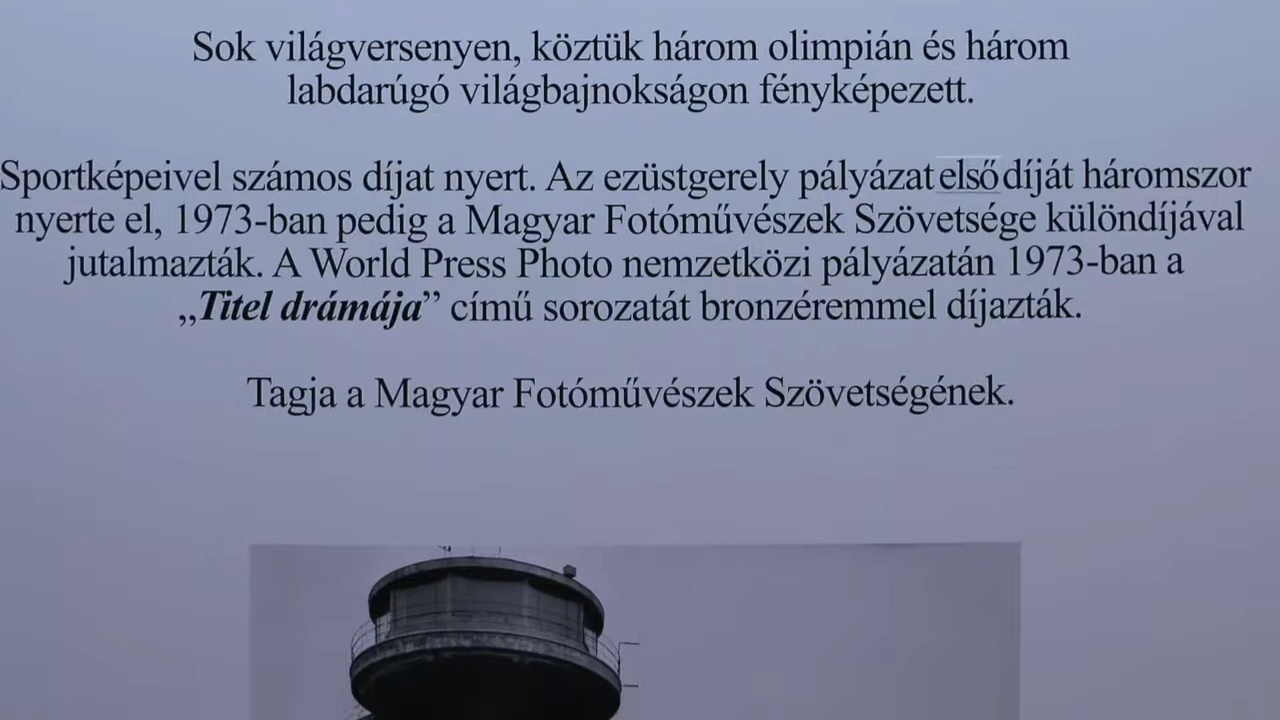 Sok világversenyen, köztük három olimpián és három
labdarúgó világbajnokságon fényképezett.
Sportképeivel számos díjat nyert. Az ezüstgerely pályázat első díját háromszor
nyerte el, 1973-ban pedig a Magyar Fotóművészek Szövetsége különdíjával
jutalmazták. A World Press Photo nemzetközi pályázatán 1973-ban a
„Titel drámája” című sorozatát bronzéremmel díjazták.
Tagja a Magyar Fotóművészek Szövetségének.